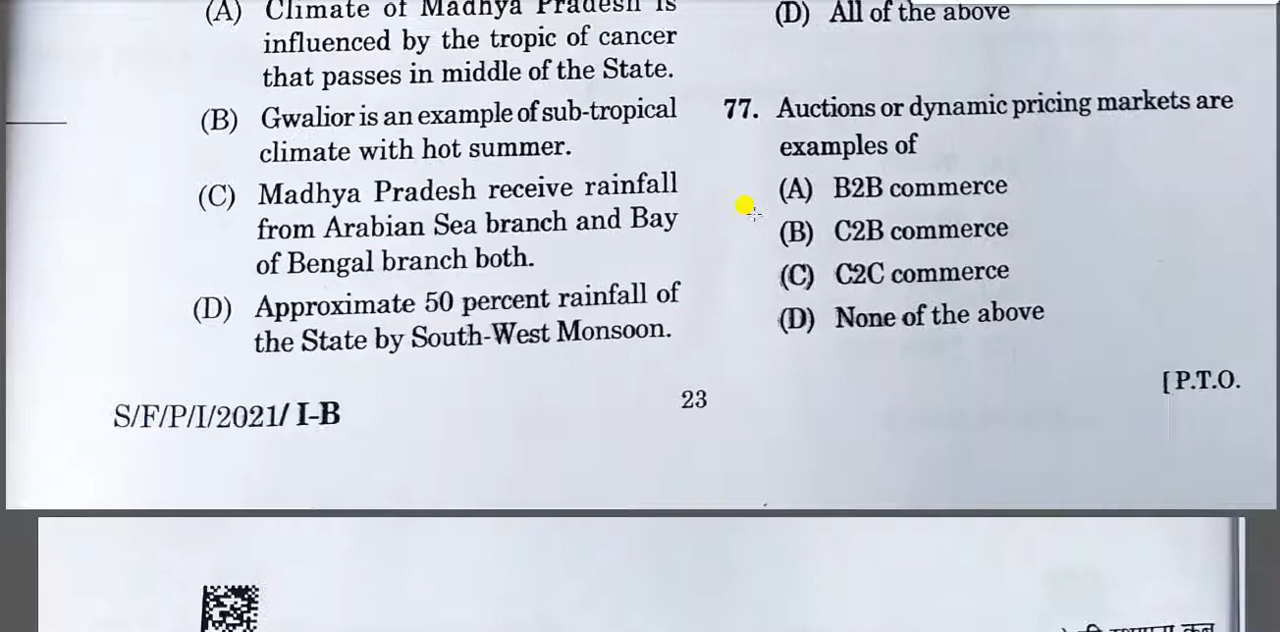 (A) Climate of Madhya Pradesh is
influenced by the tropic of cancer
that passes in middle of the State.
(B) Gwalior is an example of sub-tropical
climate with hot summer.
(C) Madhya Pradesh receive rainfall
from Arabian Sea branch and Bay
of Bengal branch both.
(D) Approximate 50 percent rainfall of
the State by South-West Monsoon.
(D) All of the above
77. Auctions or dynamic pricing markets are
examples of
(A) B2B commerce
(B) C2B commerce
(C) C2C commerce
(D) None of the above
S/F/P/I/2021/ I-B
23
[ P.T.O.